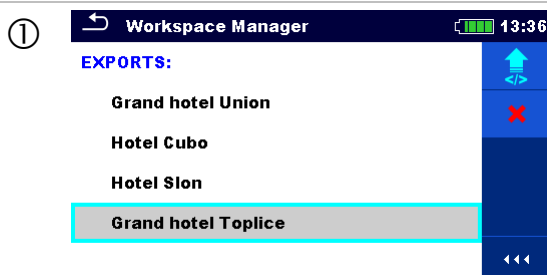 ①
Workspace Manager 13:36
EXPORTS:
</>
Grand hotel Union
Hotel Cubo
Hotel Slon
Grand hotel Toplice